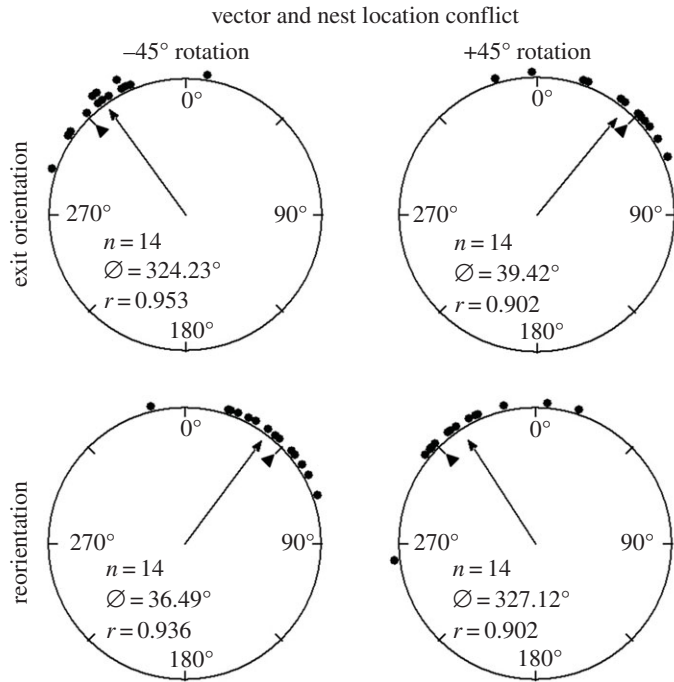 vector and nest location conflict
–45° rotation
+45° rotation
exit orientation
0°
270°
90°
n = 14
∅ = 324.23°
r = 0.953
180°
0°
270°
90°
n = 14
∅ = 39.42°
r = 0.902
180°
reorientation
0°
270°
90°
n = 14
∅ = 36.49°
r = 0.936
180°
0°
270°
90°
n = 14
∅ = 327.12°
r = 0.902
180°